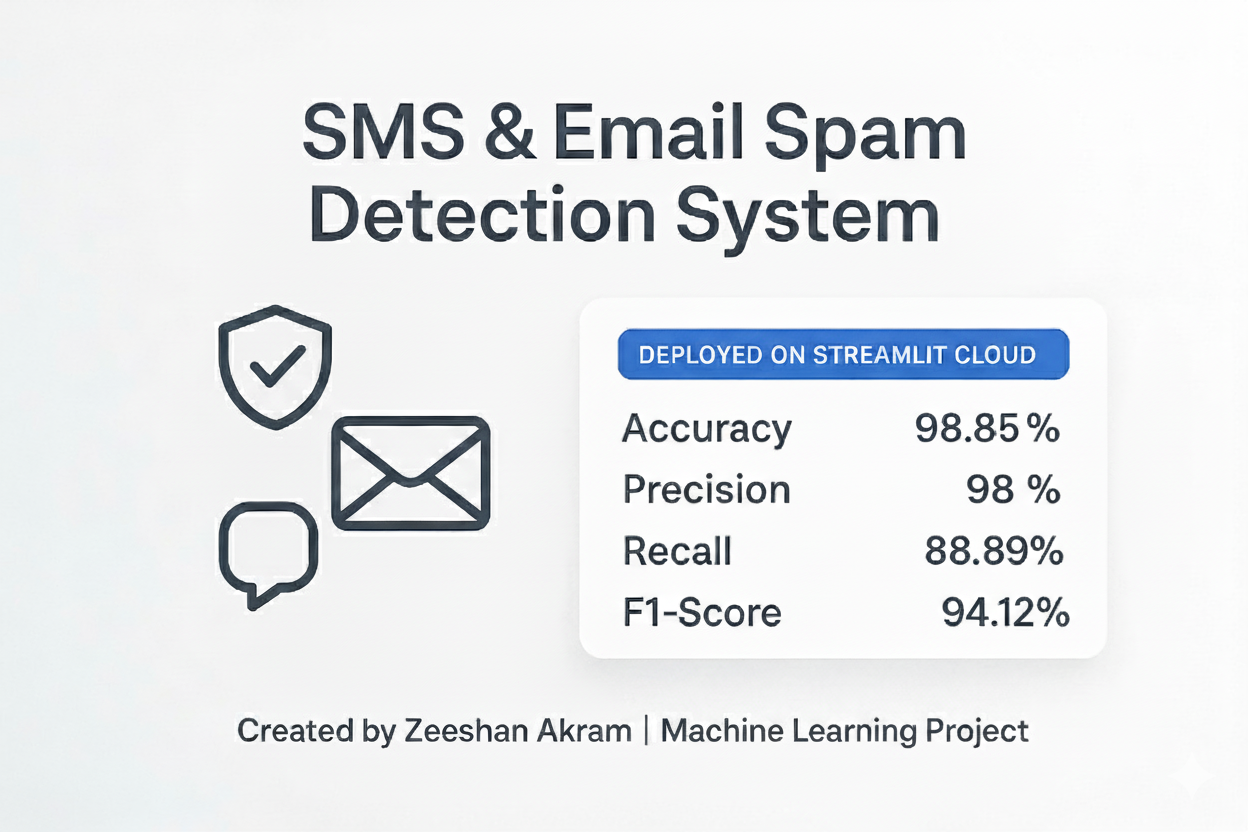 SMS & Email Spam
Detection System
DEPLOYED ON STREAMLIT CLOUD
Accuracy 98.85 %
Precision 98 %
Recall 88.89%
F1-Score 94.12%
Created by Zeeshan Akram | Machine Learning Project